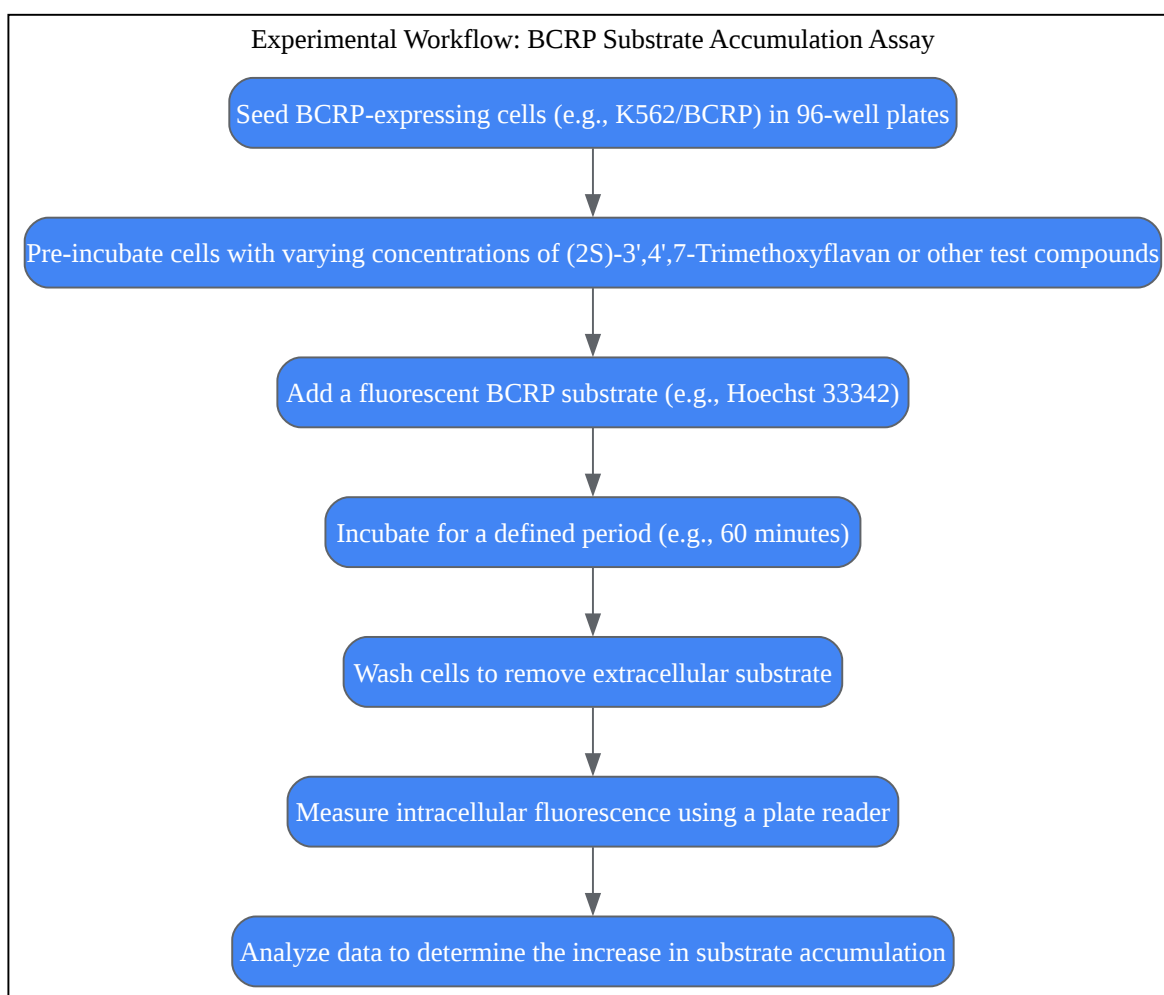 Experimental Workflow: BCRP Substrate Accumulation Assay
Seed BCRP-expressing cells (e.g., K562/BCRP) in 96-well plates
Pre-incubate cells with varying concentrations of (2S)-3',4',7-Trimethoxyflavan or other test compounds
Add a fluorescent BCRP substrate (e.g., Hoechst 33342)
Incubate for a defined period (e.g., 60 minutes)
Wash cells to remove extracellular substrate
Measure intracellular fluorescence using a plate reader
Analyze data to determine the increase in substrate accumulation